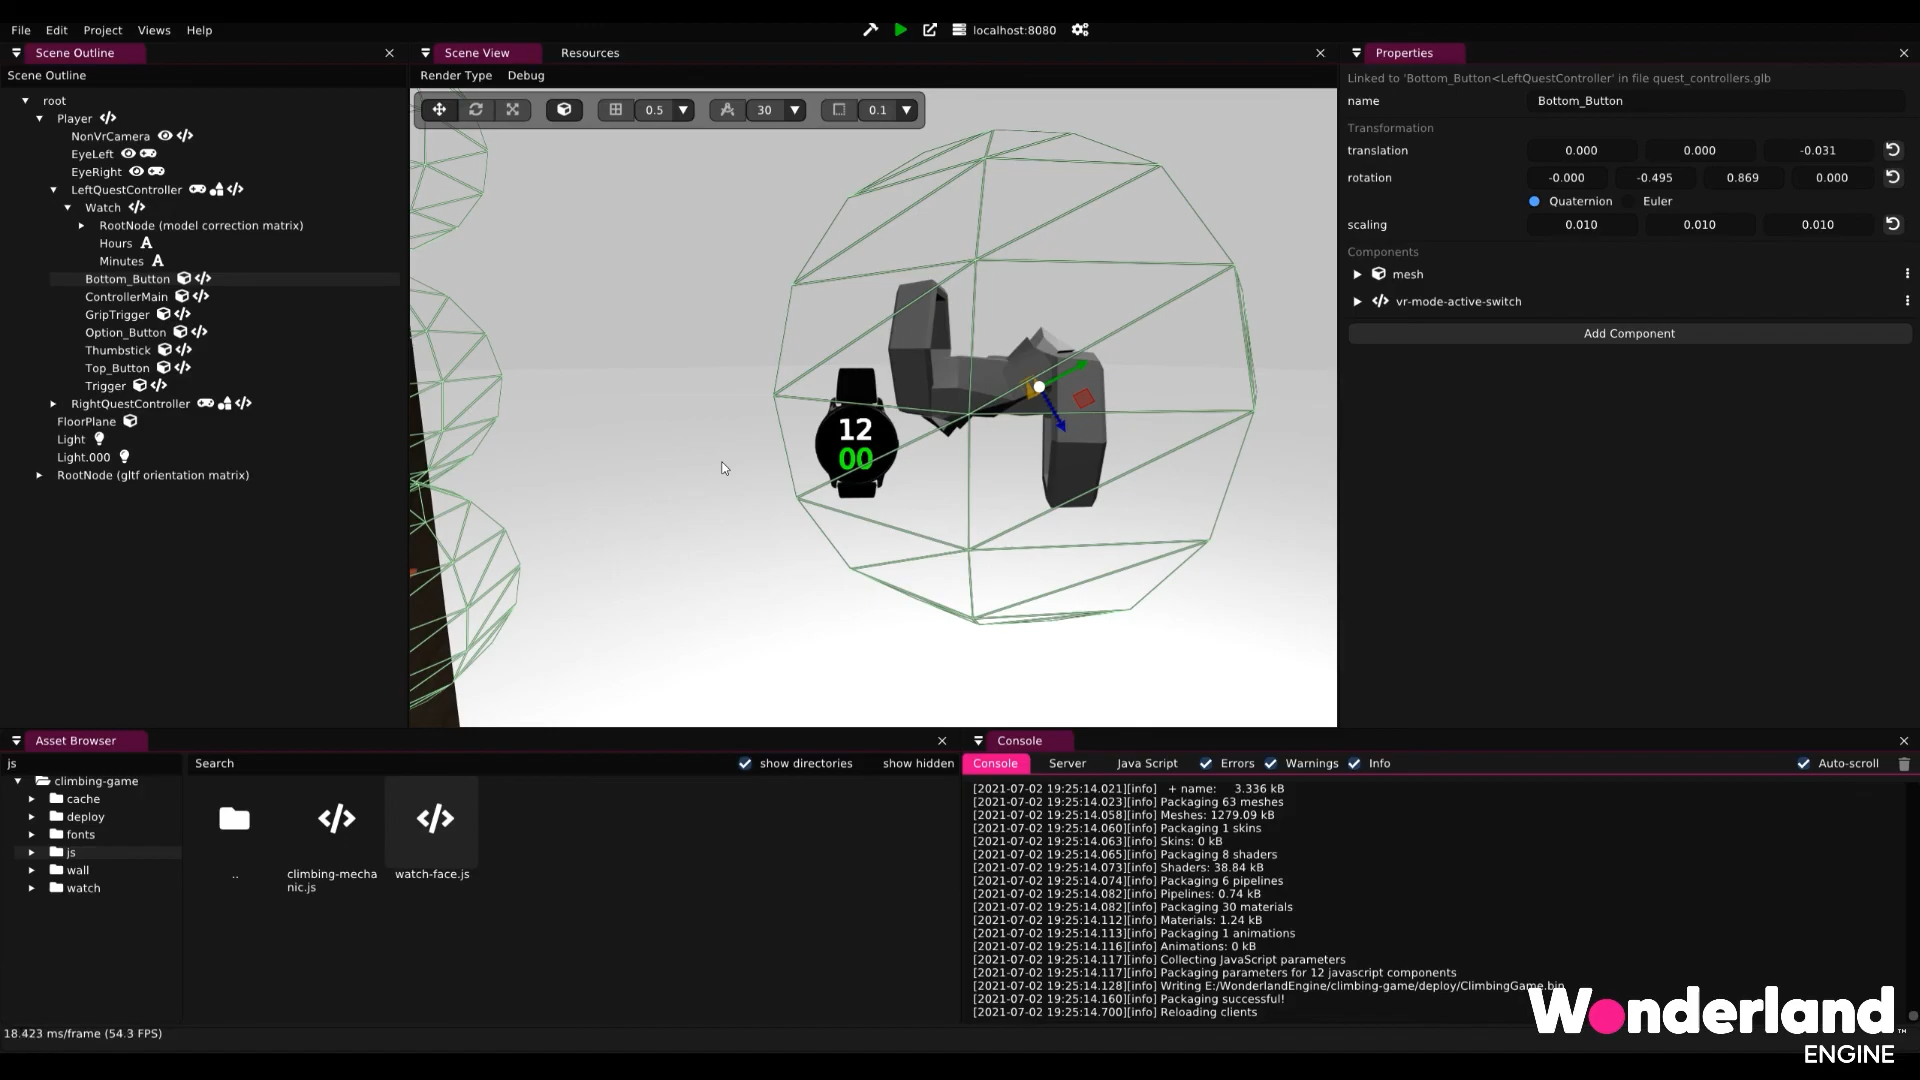 File Edit Project Views Help
localhost:8080
Scene Outline
Scene View Resources
Properties
Scene Outline
Render Type Debug
Linked to 'Bottom_Button<LeftQuestController' in file quest_controllers.glb
root
name Bottom_Button
Player
0.5 30 0.1
Transformation
NonVrCamera
translation 0.000 0.000 -0.031
EyeLeft
EyeRight
rotation -0.000 -0.495 0.869 0.000
LeftQuestController
Quaternion Euler
Watch
scaling 0.010 0.010 0.010
RootNode (model correction matrix)
Hours
Components
Minutes
mesh
Bottom_Button
ControllerMain
vr-mode-active-switch
GripTrigger
Option_Button
Add Component
Thumbstick
Top_Button
Trigger
RightQuestController
FloorPlane
Light
Light.000
RootNode (gltf orientation matrix)
12
00
Asset Browser
Console
js Search show directories show hidden
Console Server Java Script Errors Warnings Info Auto-scroll
climbing-game
cache
deploy
fonts
js
wall
watch
..
climbing-mecha
nic.js
watch-face.js
[2021-07-02 19:25:14.021][info] + name: 3.336 kB
[2021-07-02 19:25:14.023][info] Packaging 63 meshes
[2021-07-02 19:25:14.058][info] Meshes: 1279.09 kB
[2021-07-02 19:25:14.060][info] Packaging 1 skins
[2021-07-02 19:25:14.063][info] Skins: 0 kB
[2021-07-02 19:25:14.065][info] Packaging 8 shaders
[2021-07-02 19:25:14.073][info] Shaders: 38.84 kB
[2021-07-02 19:25:14.074][info] Packaging 6 pipelines
[2021-07-02 19:25:14.082][info] Pipelines: 0.74 kB
[2021-07-02 19:25:14.082][info] Packaging 30 materials
[2021-07-02 19:25:14.112][info] Materials: 1.24 kB
[2021-07-02 19:25:14.113][info] Packaging 1 animations
[2021-07-02 19:25:14.116][info] Animations: 0 kB
[2021-07-02 19:25:14.117][info] Collecting JavaScript parameters
[2021-07-02 19:25:14.117][info] Packaging parameters for 12 javascript components
[2021-07-02 19:25:14.128][info] Writing E:/WonderlandEngine/climbing-game/deploy/ClimbingGame.bin
[2021-07-02 19:25:14.160][info] Packaging successful!
[2021-07-02 19:25:14.700][info] Reloading clients
18.423 ms/frame (54.3 FPS)
Wonderland™
ENGINE